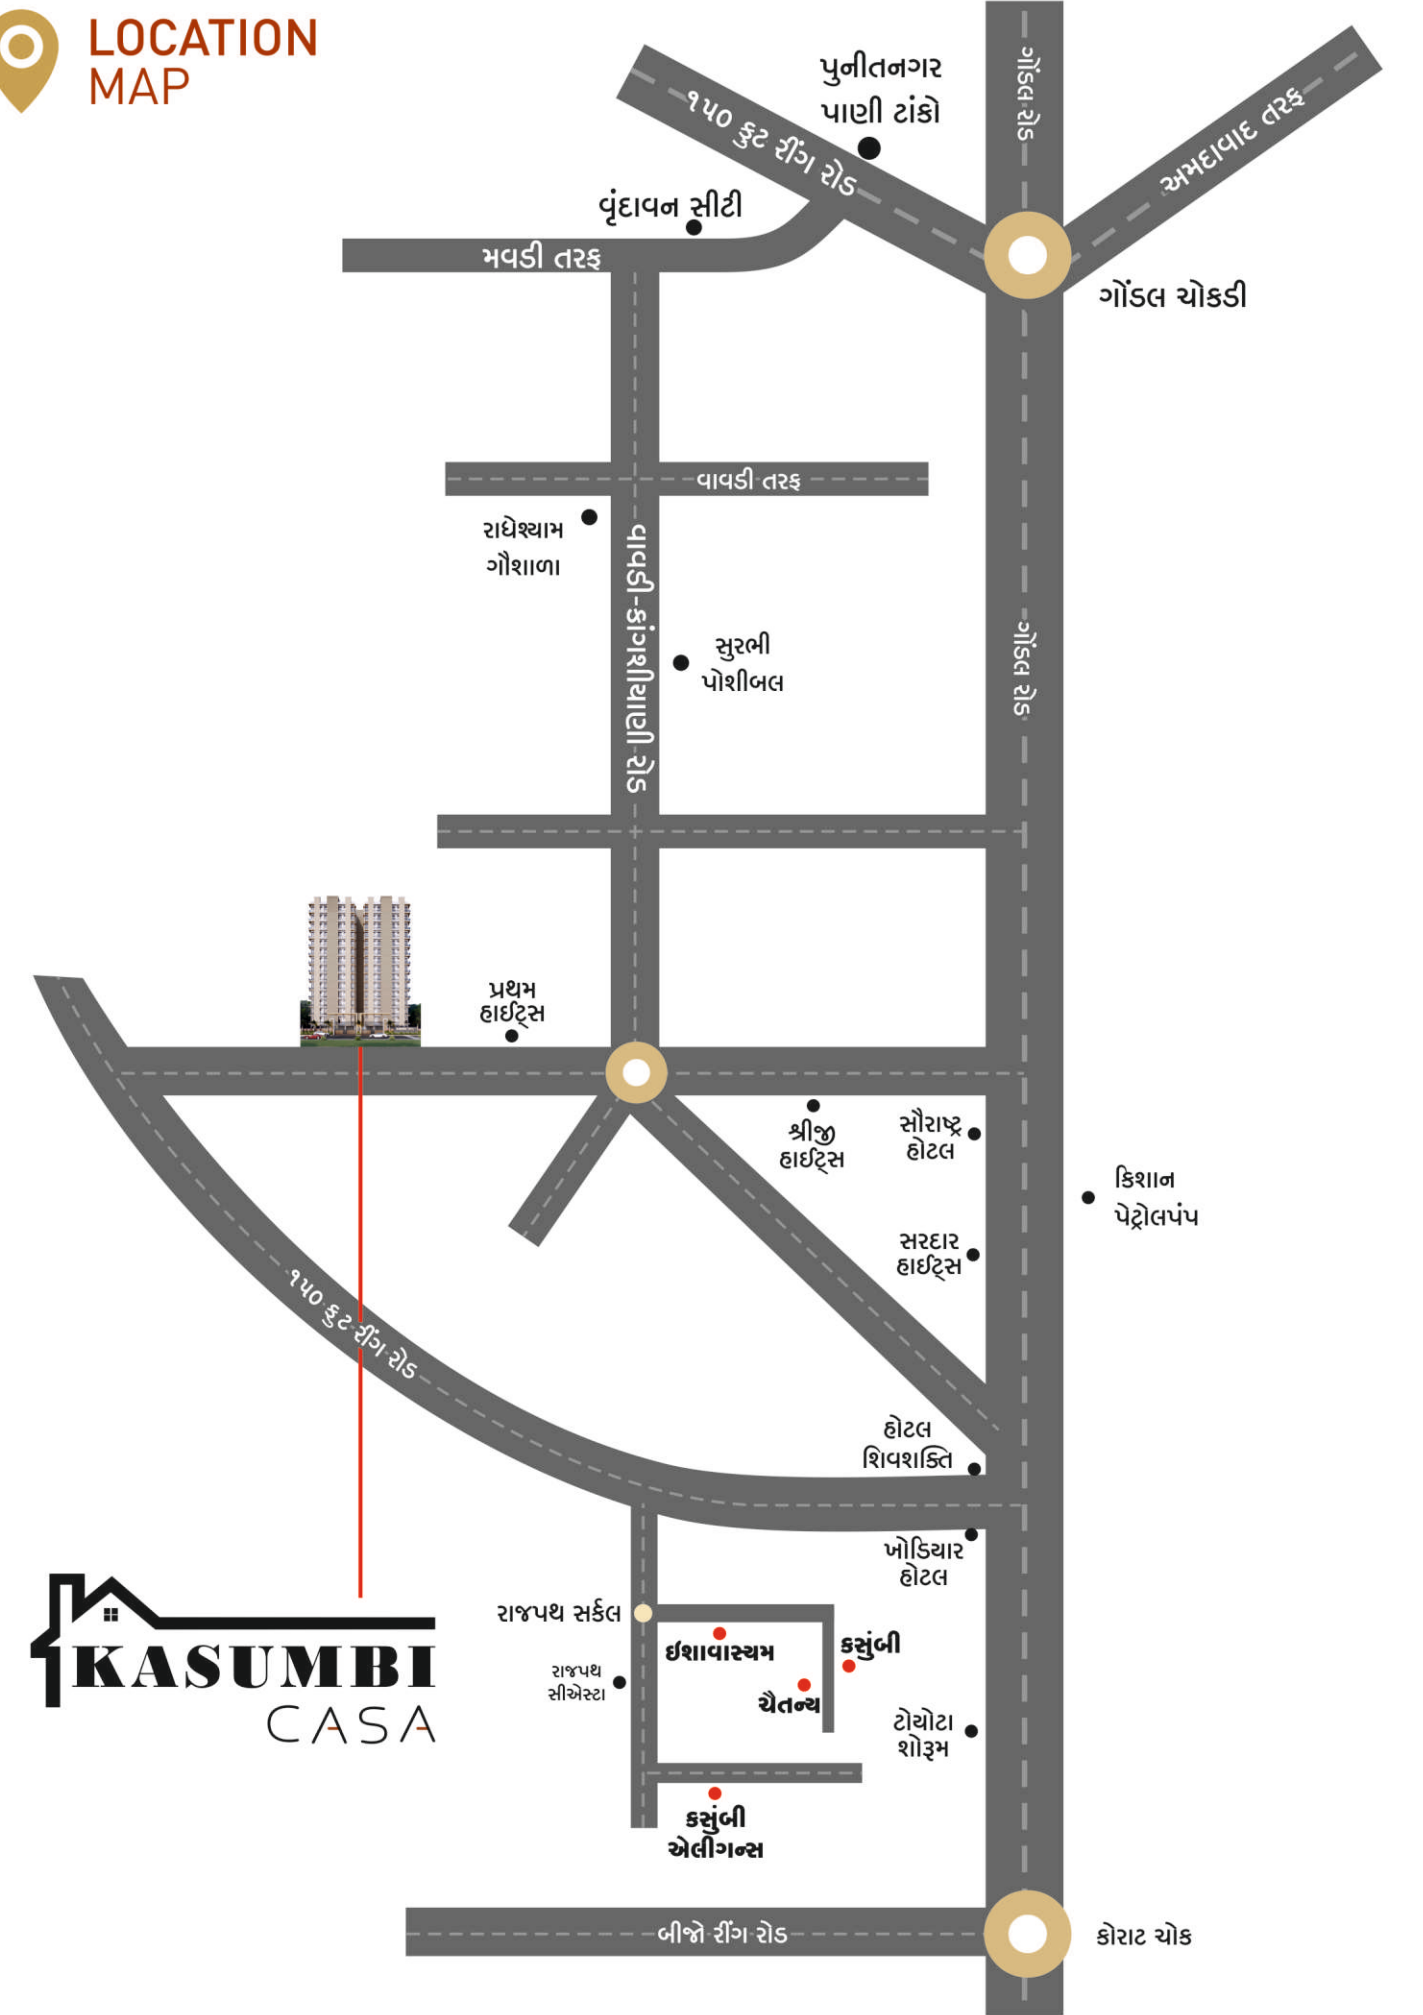 LOCATION
MAP
ગોંડલ રોડ
પુનીતનગર
પાણી ટાંકો
૧૫૦ ફુટ રીંગ રોડ
અમદાવાદ તરફ
વૃંદાવન સીટી
મવડી તરફ
ગોંડલ ચોકડી
વાવડી તરફ
રાધેશ્યામ
ગૌશાળા
વાવડી-કાંગશીયાળી રોડ
સુરભી
પોશીબલ
ગોંડલ રોડ
પ્રથમ
હાઈટ્સ
શ્રીજી
હાઈટ્સ
સૌરાષ્ટ્ર
હોટલ
કિશાન
પેટ્રોલપંપ
સરદાર
હાઈટ્સ
૧૫૦ ફુટ રીંગ રોડ
હોટલ
શિવશક્તિ
ખોડિયાર
હોટલ
રાજપથ સર્કલ
ઈશાવાસ્યમ
કસુંબી
રાજપથ
સીએસ્ટા
ચૈતન્ય
KASUMBI
CASA
ટોયોટા
શોરૂમ
કસુંબી
એલીગન્સ
બીજો રીંગ રોડ
કોરાટ ચોક